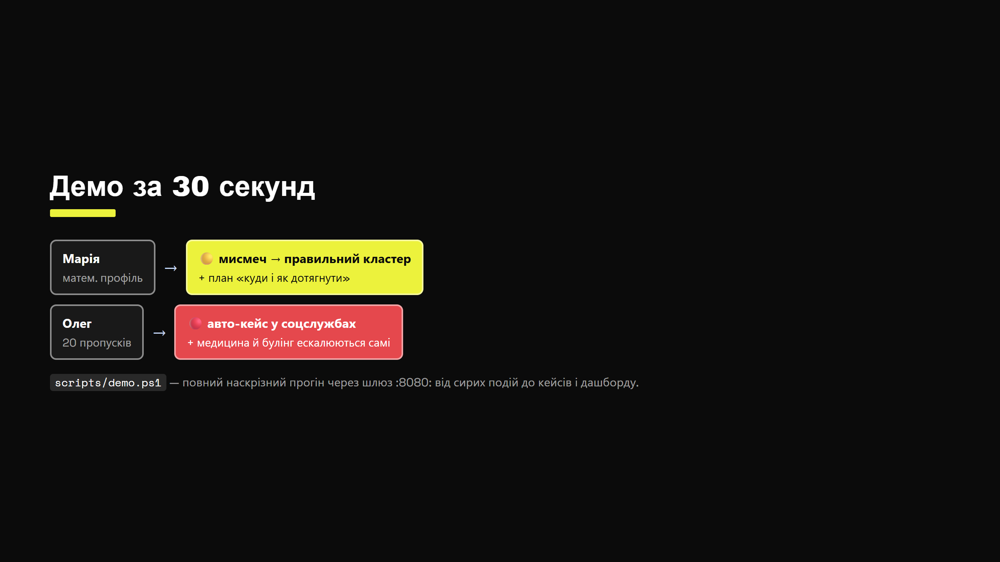 Демо за 30 секунд
Марія
матем. профіль
→
мисмеч → правильний кластер
+ план «куди і як дотягнути»
Олег
20 пропусків
→
авто-кейс у соцслужбах
+ медицина й булінг ескалюються самі
scripts/demo.ps1 — повний наскрізний прогін через шлюз :8080: від сирих подій до кейсів і дашборду.